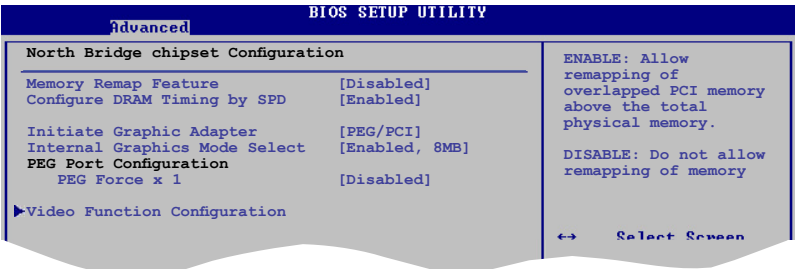 BIOS SETUP UTILITY
Advanced
North Bridge chipset Configuration
Memory Remap Feature [Disabled]
Configure DRAM Timing by SPD [Enabled]
Initiate Graphic Adapter [PEG/PCI]
Internal Graphics Mode Select [Enabled, 8MB]
PEG Port Configuration
PEG Force x 1 [Disabled]
Video Function Configuration
ENABLE: Allow
remapping of
overlapped PCI memory
above the total
physical memory.
DISABLE: Do not allow
remapping of memory
←→ Select Screen